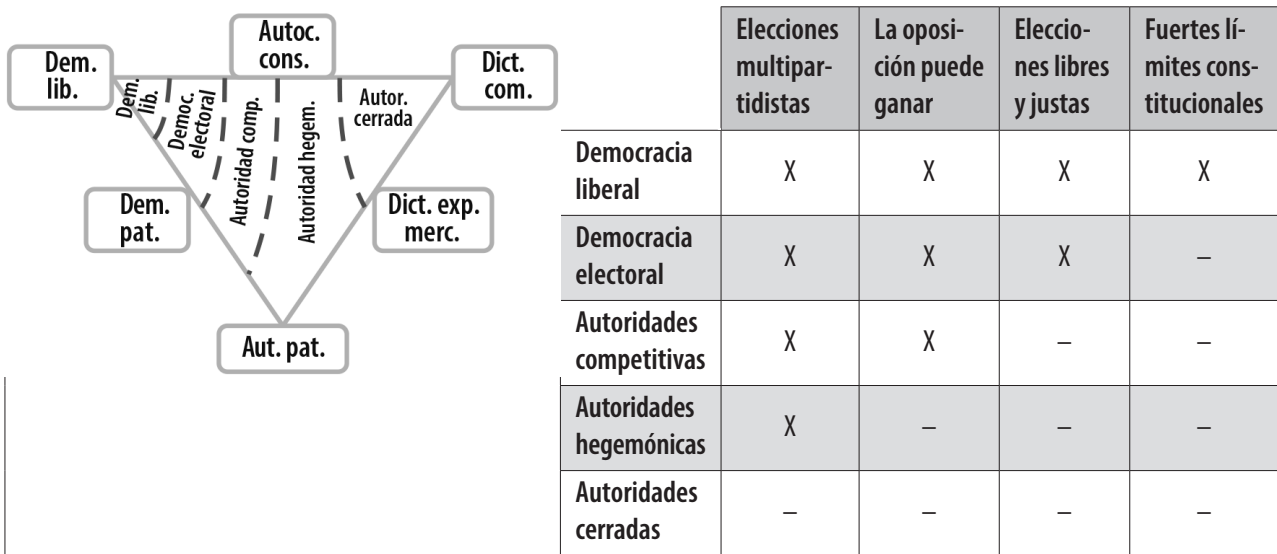 Autoc.
cons.
Dem.
lib.
Dict.
com.
Dem.
lib.
Democ.
electoral
Autoridad comp.
Autoridad hegem.
Autor.
cerrada
Dem.
pat.
Dict. exp.
merc.
Aut. pat.
Elecciones
multipar-
tidistas
La oposi-
ción puede
ganar
Eleccio-
nes libres
y justas
Fuertes lí-
mites cons-
titucionales
Democracia
liberal
X X X X
Democracia
electoral
X X X –
Autoridades
competitivas
X X – –
Autoridades
hegemónicas
X – – –
Autoridades
cerradas
– – – –